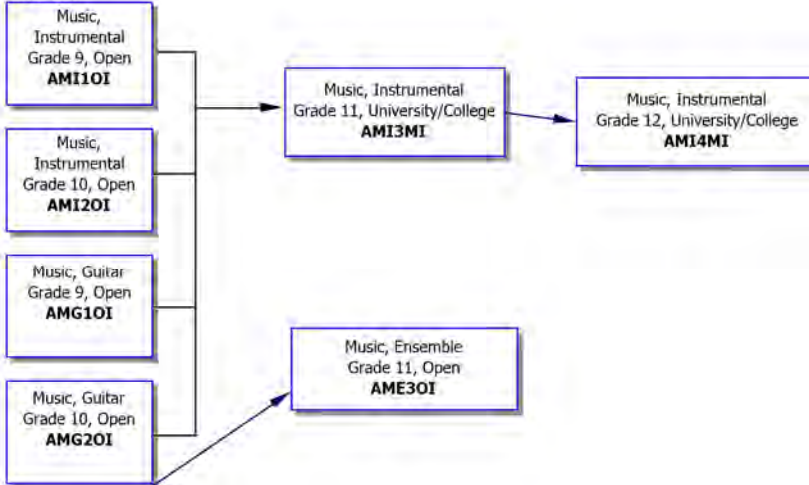 Music,
Instrumental
Grade 9, Open
AMI1OI
Music,
Instrumental
Grade 10, Open
AMI2OI
Music, Guitar
Grade 9, Open
AMG1OI
Music, Guitar
Grade 10, Open
AMG2OI
Music, Instrumental
Grade 11, University/College
AMI3MI
Music, Ensemble
Grade 11, Open
AME3OI
Music, Instrumental
Grade 12, University/College
AMI4MI